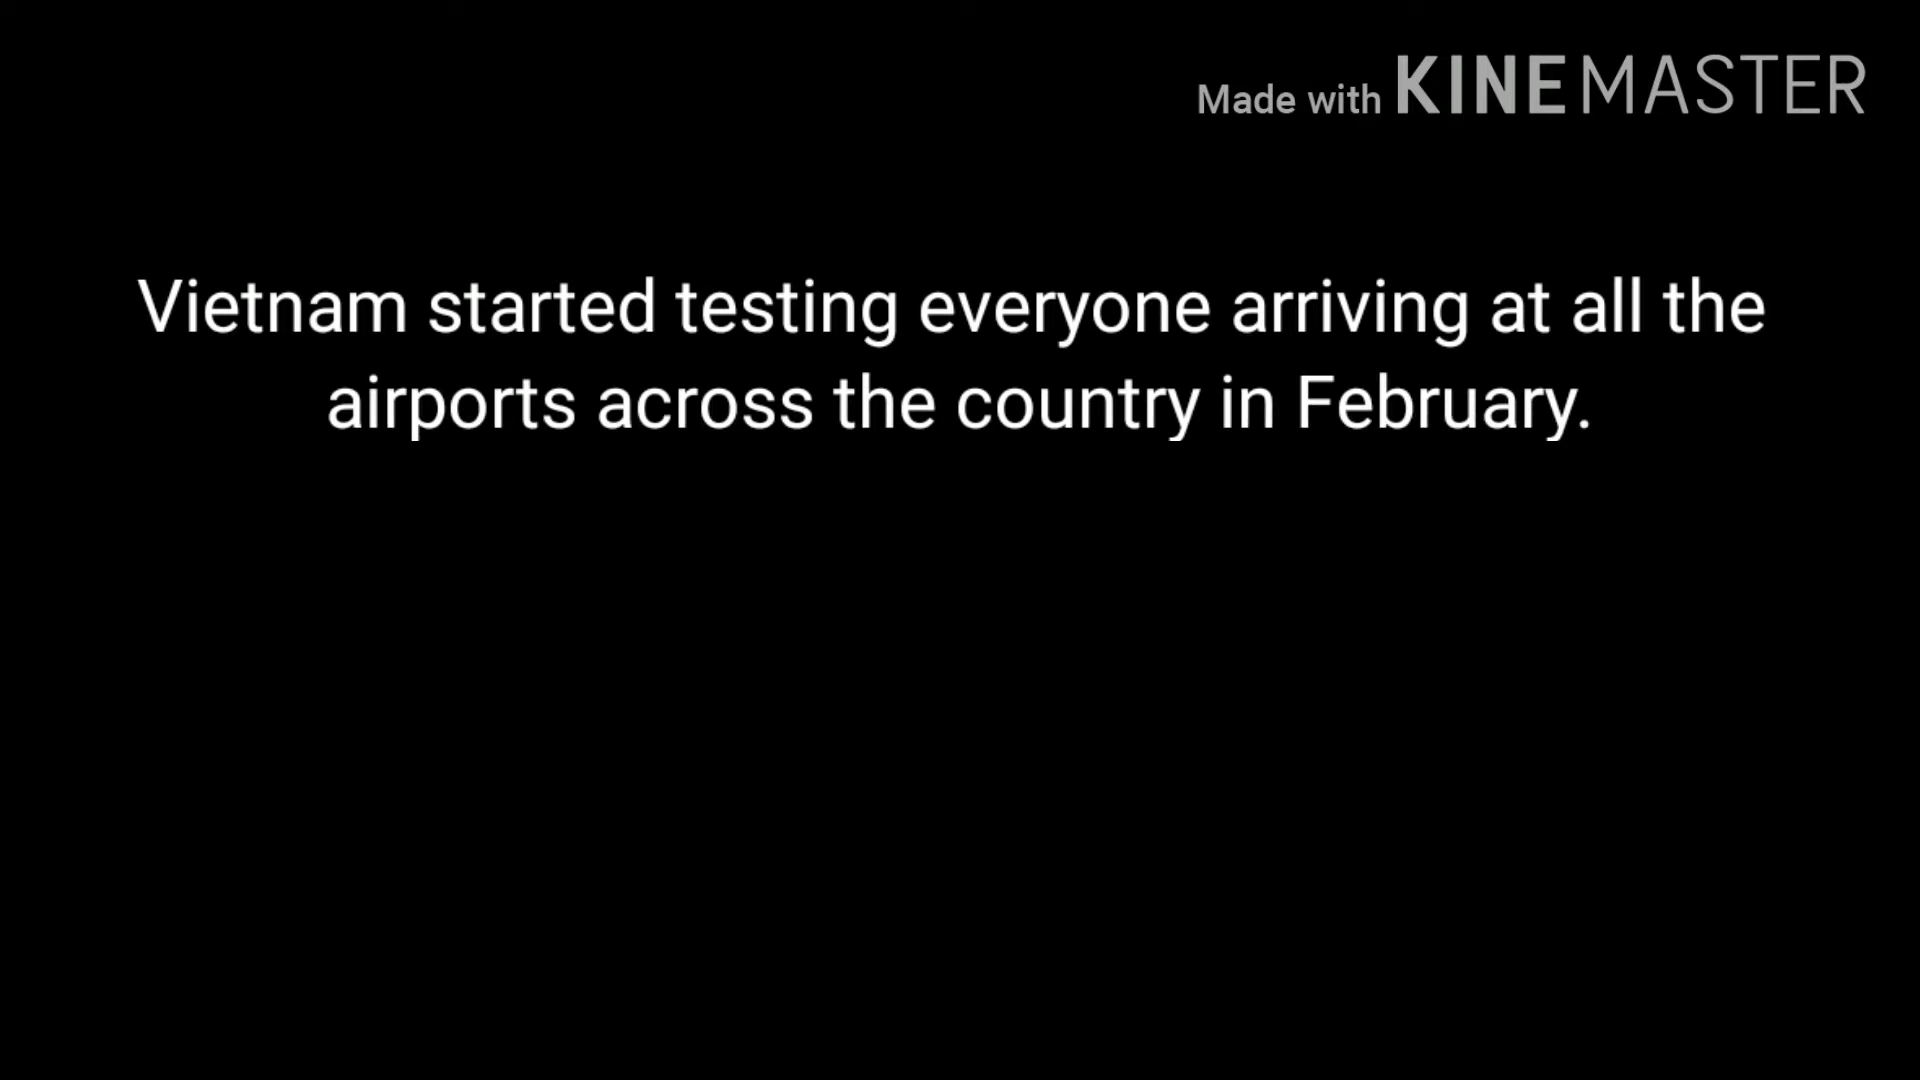 Made with KINEMASTER
Vietnam started testing everyone arriving at all the
airports across the country in February.